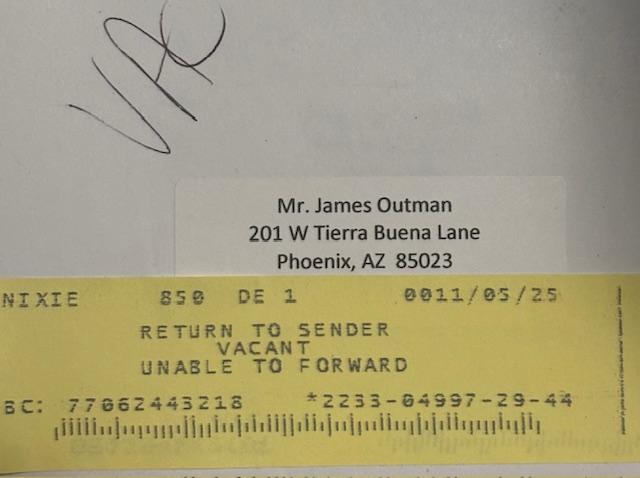 VAC
Mr. James Outman
201 W Tierra Buena Lane
Phoenix, AZ 85023
NIXIE 850 DE 1 0011/05/25
RETURN TO SENDER
VACANT
UNABLE TO FORWARD
BC: 77062443218 *2233-04997-29-44